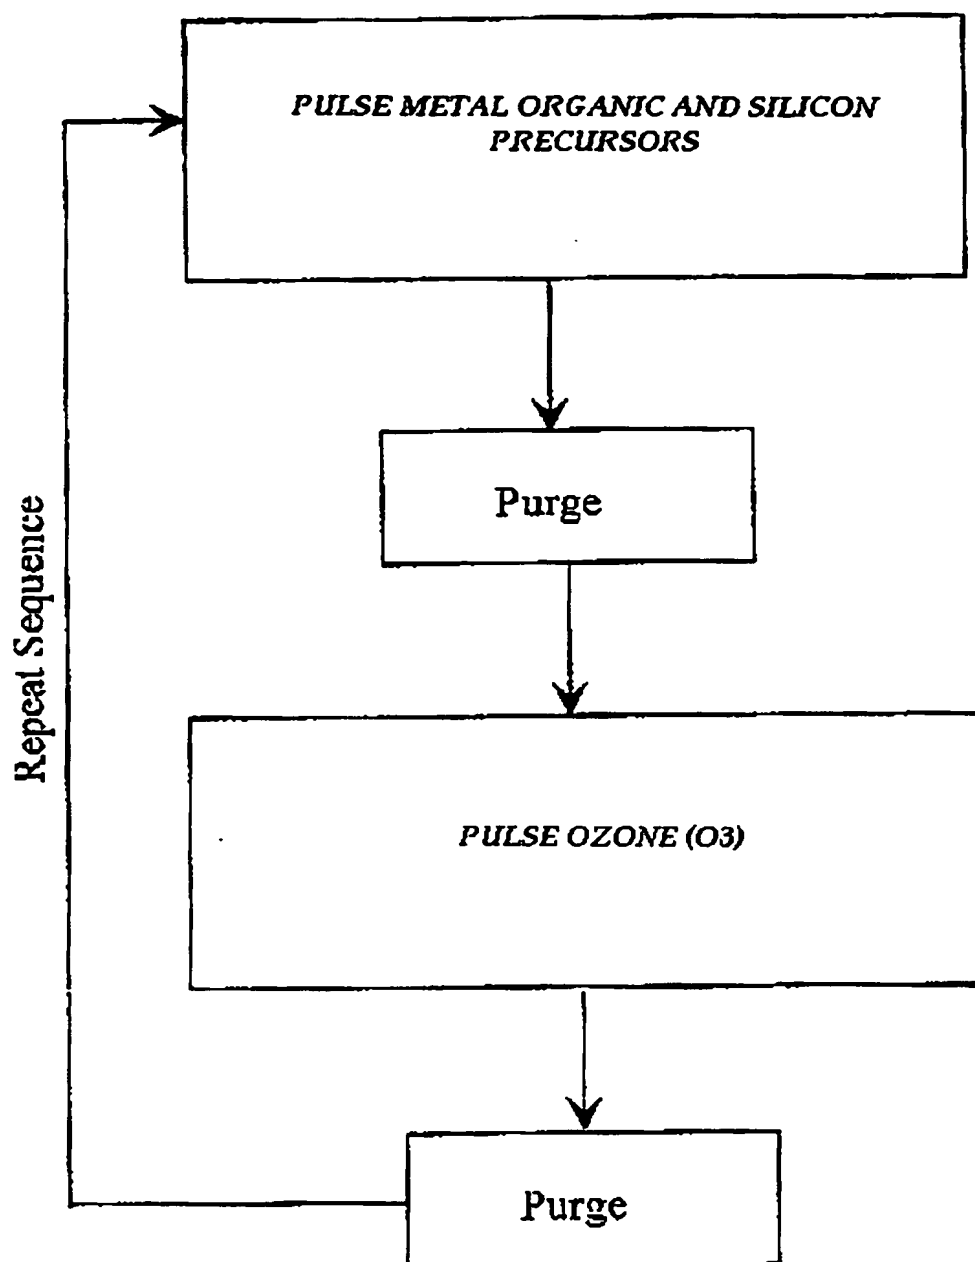 PULSE METAL ORGANIC AND SILICON
PRECURSORS
Purge
Repeat Sequence
PULSE OZONE (O3)
Purge